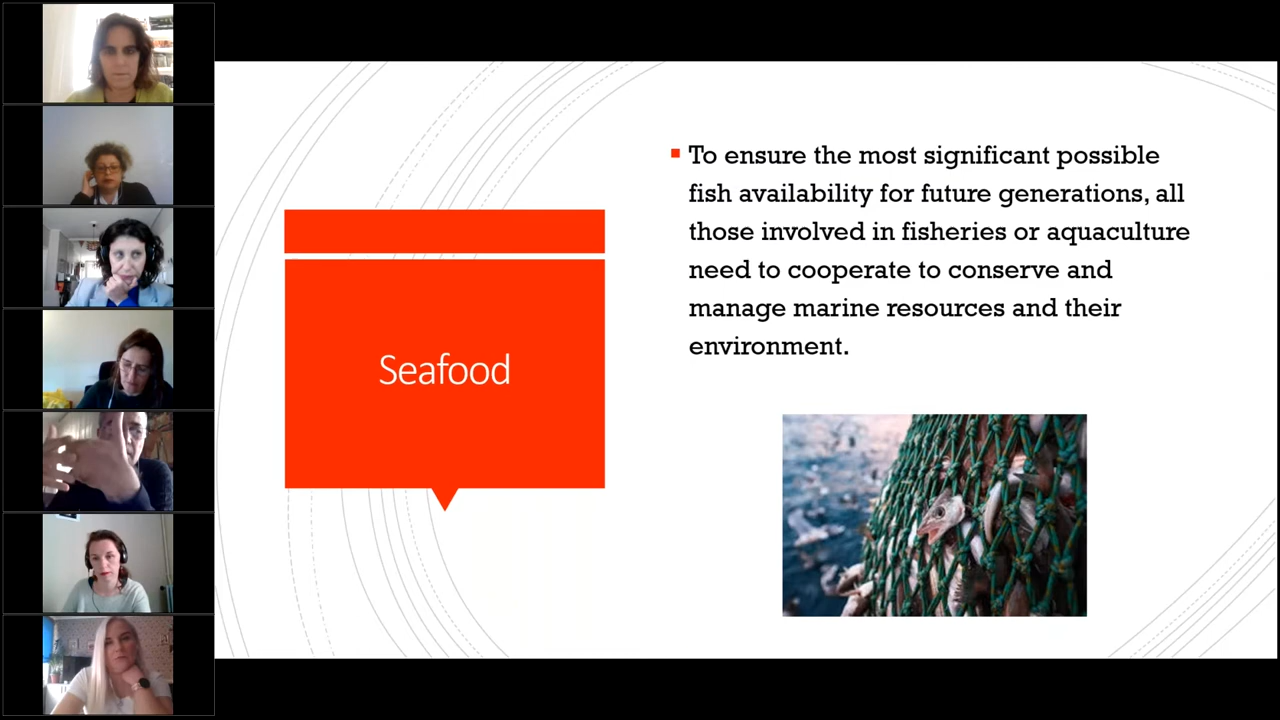 Seafood
To ensure the most significant possible
fish availability for future generations, all
those involved in fisheries or aquaculture
need to cooperate to conserve and
manage marine resources and their
environment.